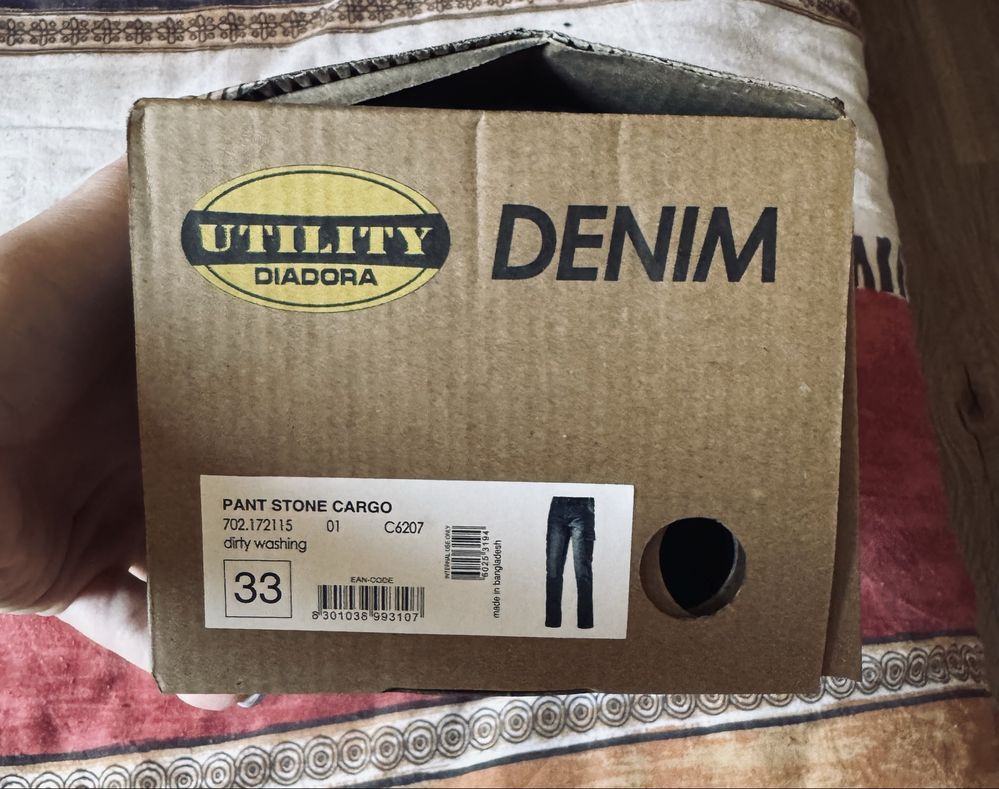 UTILITY
DIADORA
DENIM
PANT STONE CARGO
702.172115 01 C6207
dirty washing
33
EAN-CODE
8 301038 993107
INTERNAL USE ONLY
6025 3194
made in bangladesh